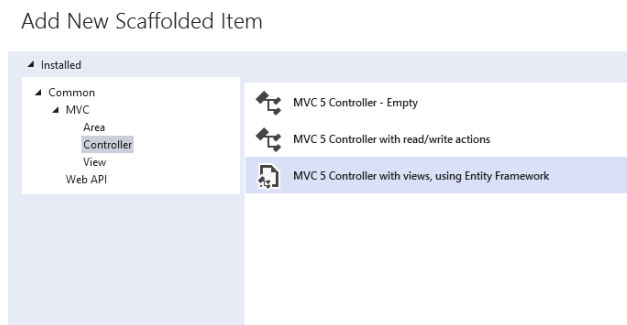 Add New Scaffolded Item
Installed
Common
MVC
Area
Controller
View
Web API
MVC 5 Controller - Empty
MVC 5 Controller with read/write actions
MVC 5 Controller with views, using Entity Framework